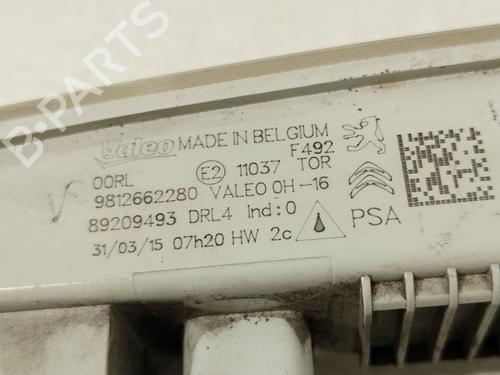 B-PARTS
Valeo MADE IN BELGIUM
F492
00RL E2 11037 TOR
9812662280 VALEO 0H-16
89209493 DRL4 Ind:0
31/03/15 07h20 HW 2c PSA